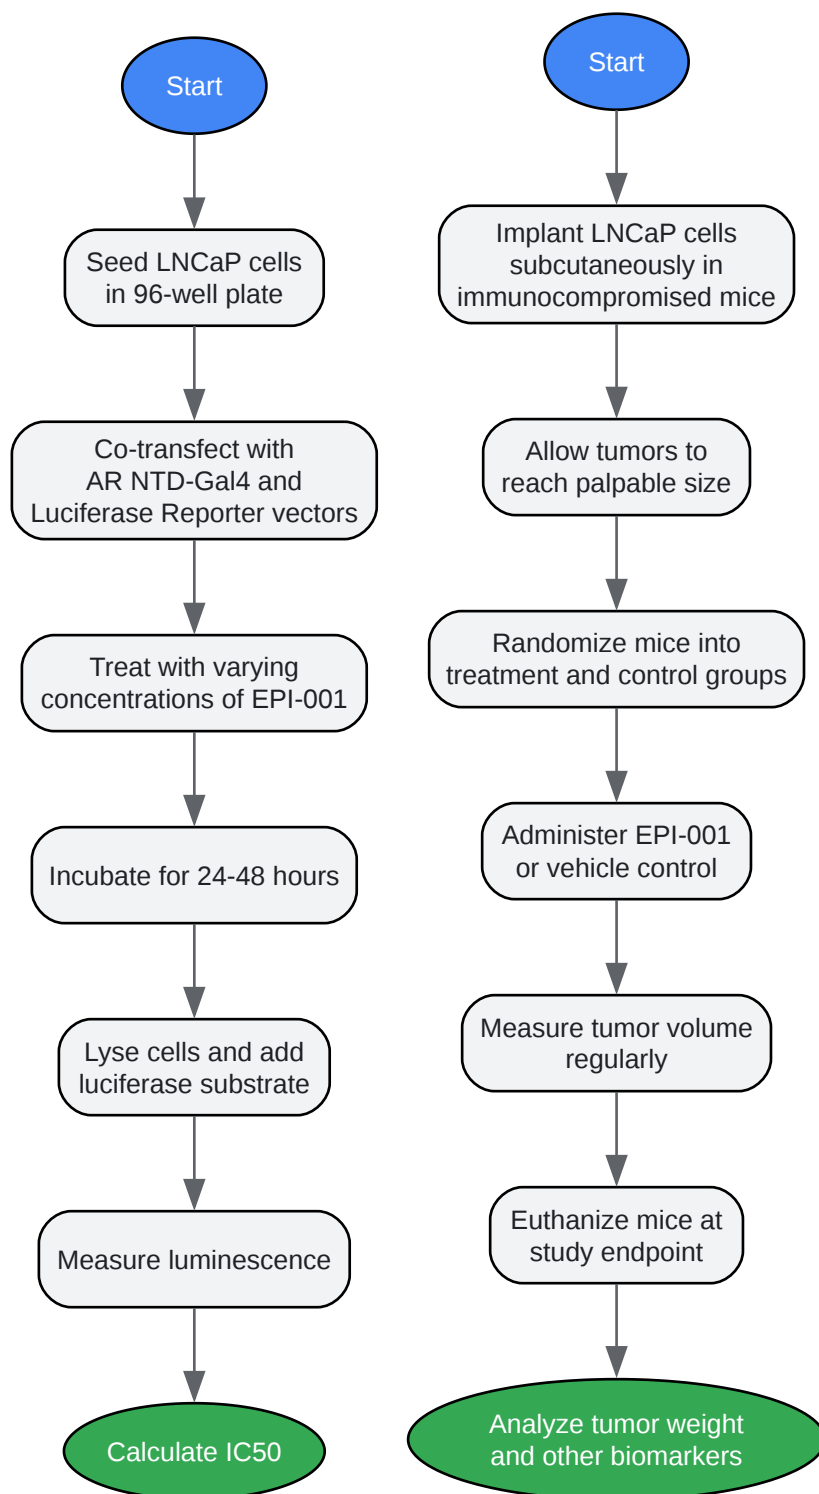 Start
Seed LNCaP cells
in 96-well plate
Co-transfect with
AR NTD-Gal4 and
Luciferase Reporter vectors
Treat with varying
concentrations of EPI-001
Incubate for 24-48 hours
Lyse cells and add
luciferase substrate
Measure luminescence
Calculate IC50
Start
Implant LNCaP cells
subcutaneously in
immunocompromised mice
Allow tumors to
reach palpable size
Randomize mice into
treatment and control groups
Administer EPI-001
or vehicle control
Measure tumor volume
regularly
Euthanize mice at
study endpoint
Analyze tumor weight
and other biomarkers